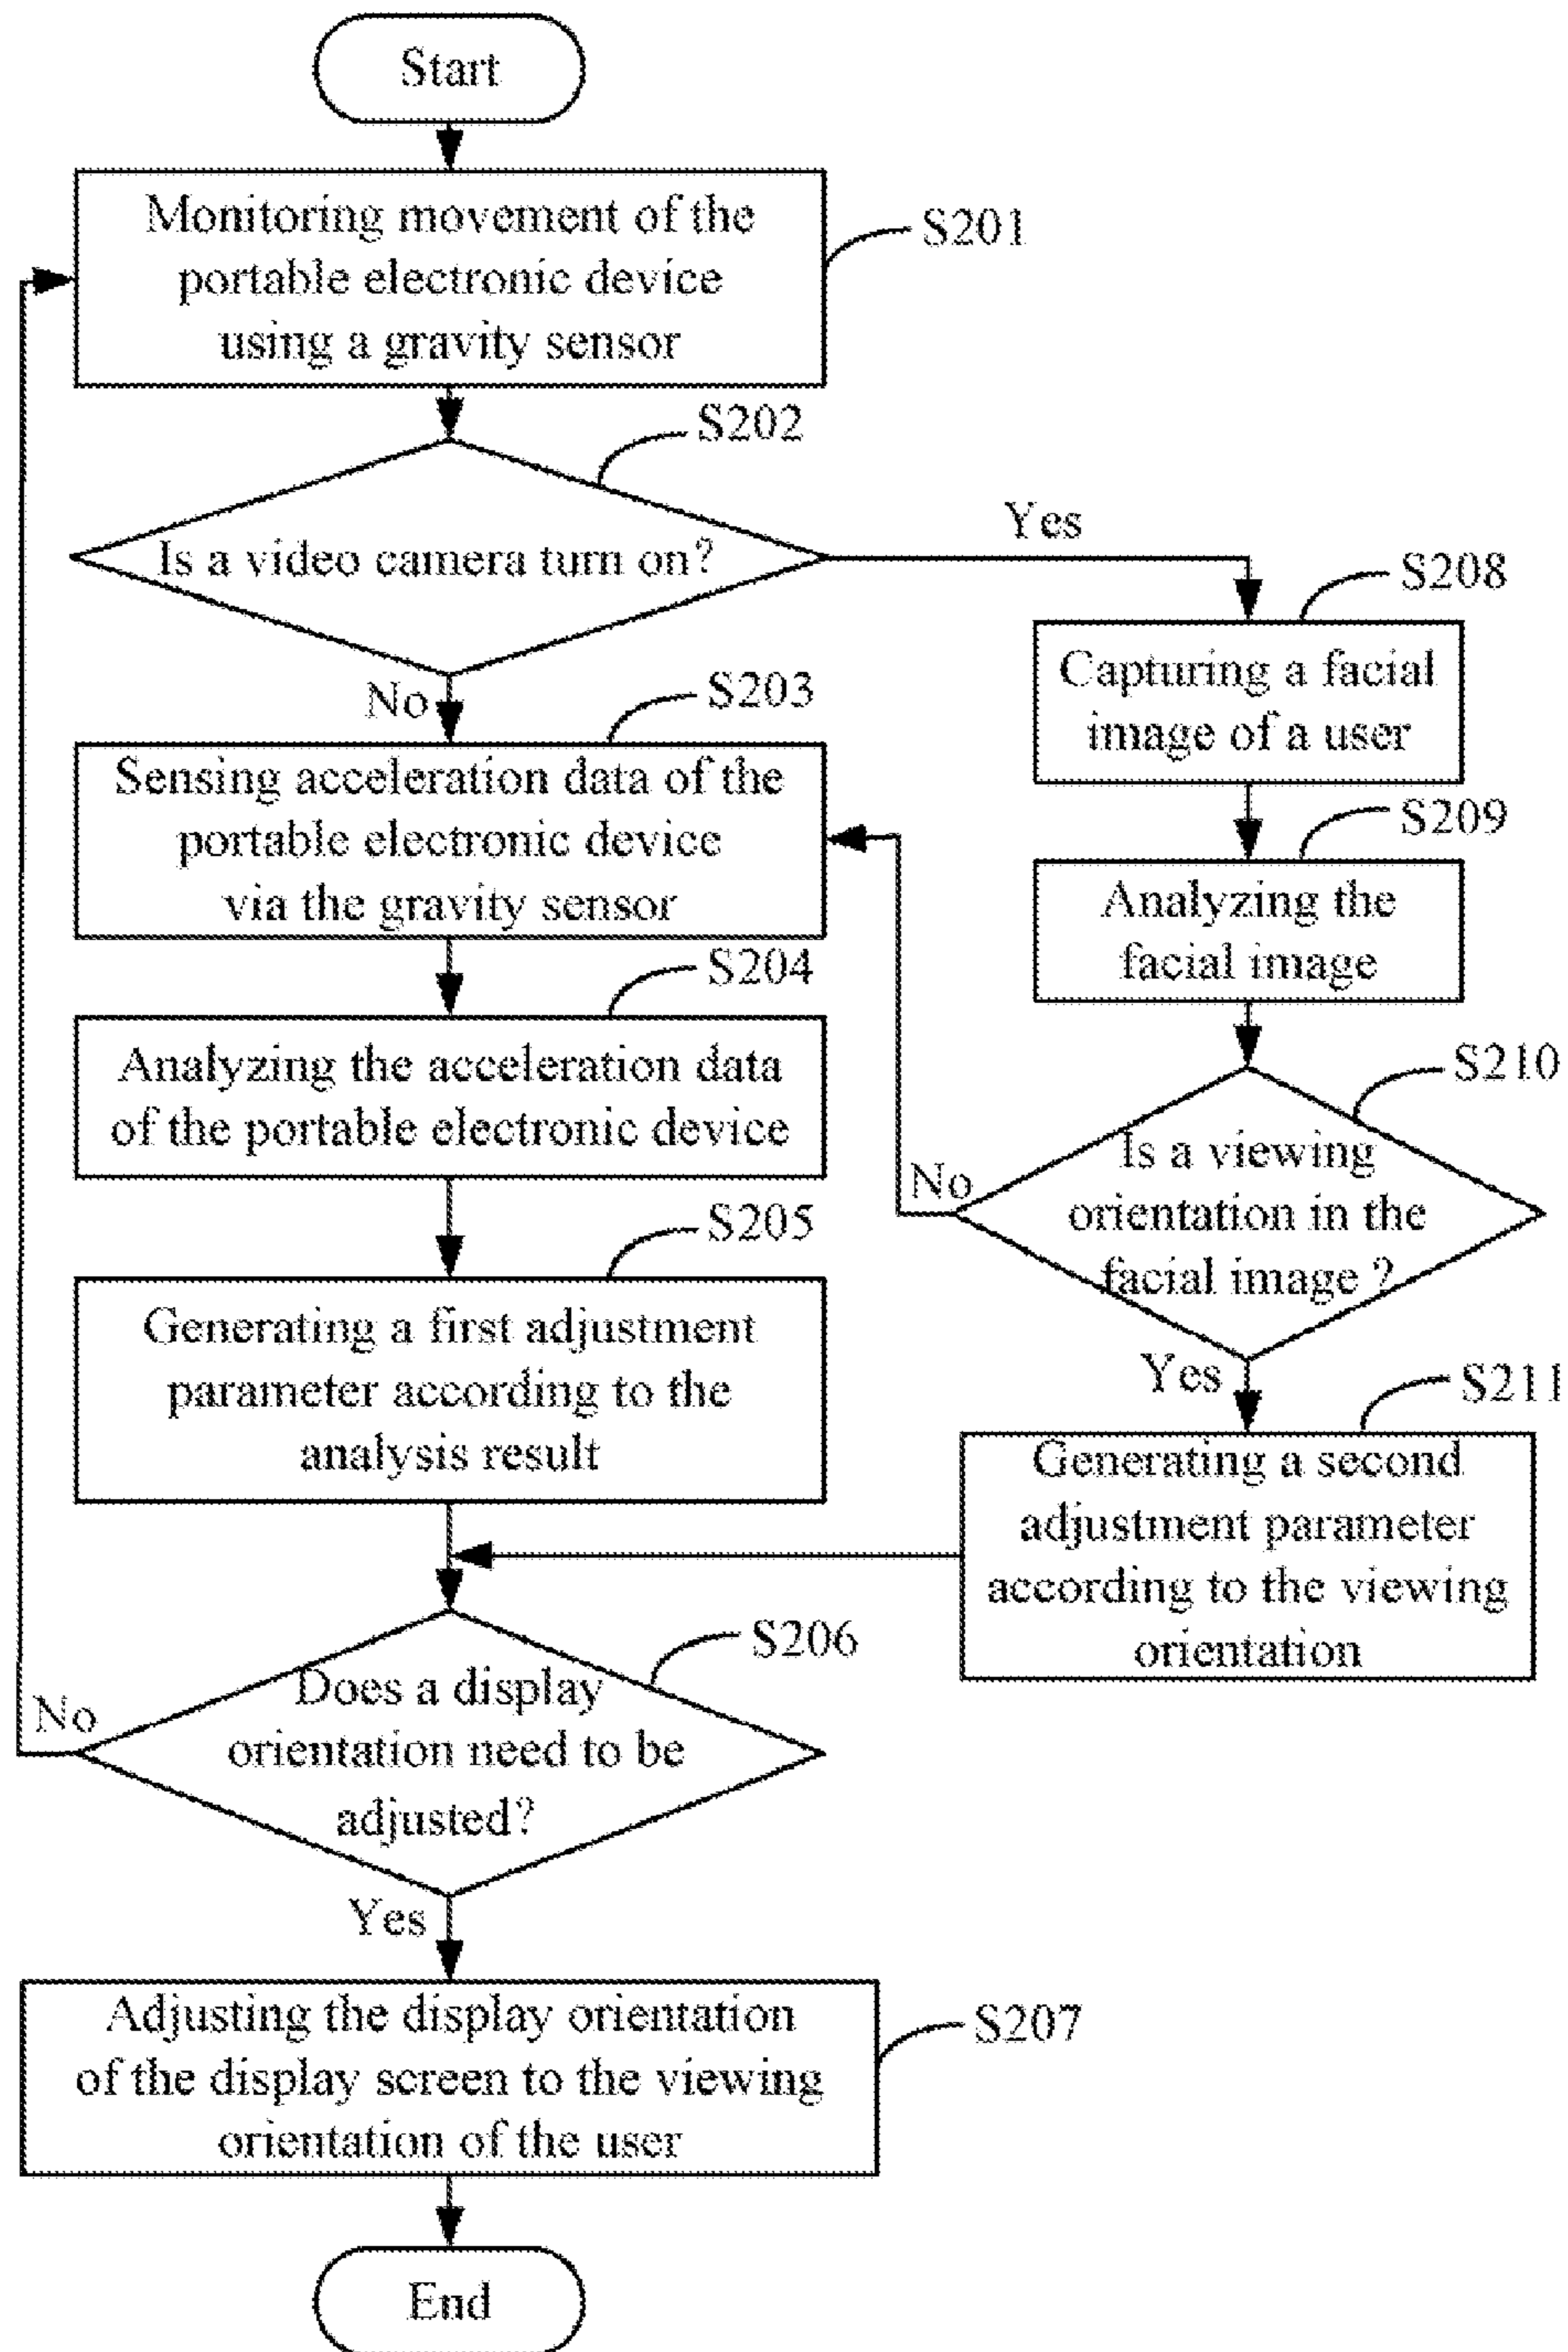 Start
Monitoring movement of the
portable electronic device
using a gravity sensor
S201
S202
Is a video camera turn on?
Yes
No
S208
Capturing a facial
image of a user
S203
Sensing acceleration data of the
portable electronic device
via the gravity sensor
S209
Analyzing the
facial image
S204
Analyzing the acceleration data
of the portable electronic device
S210
Is a viewing
orientation in the
facial image ?
No
Yes
S205
Generating a first adjustment
parameter according to the
analysis result
S211
Generating a second
adjustment parameter
according to the viewing
orientation
S206
Does a display
orientation need to be
adjusted?
No
Yes
Adjusting the display orientation
of the display screen to the viewing
orientation of the user
S207
End